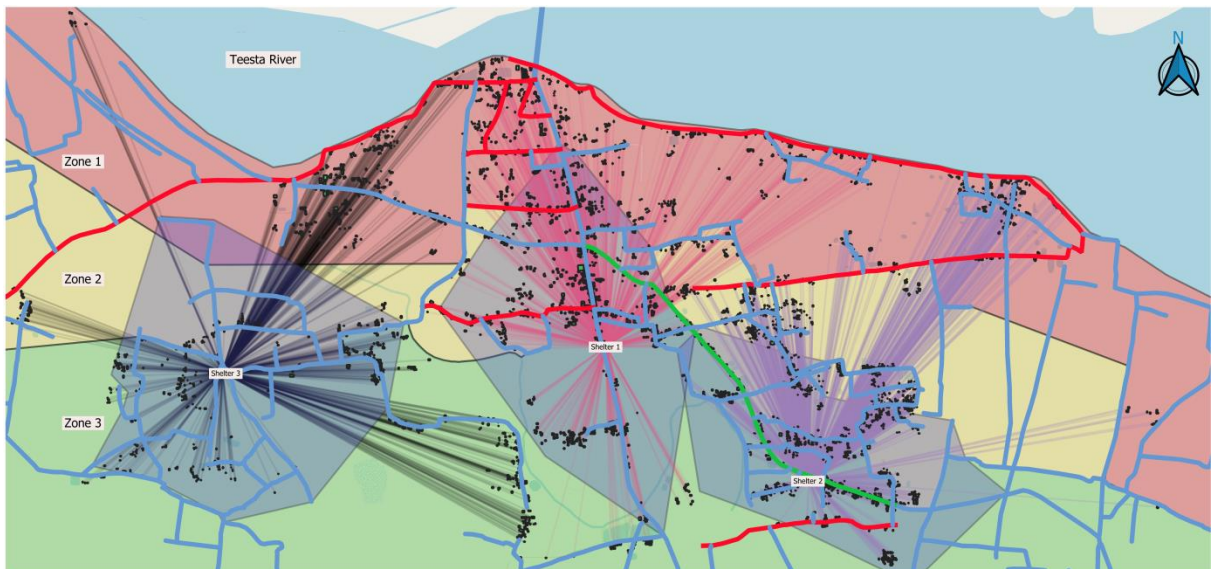 Teesta River
N
Zone 1
Zone 2
Shelter 1
Shelter 3
Zone 3
Shelter 2